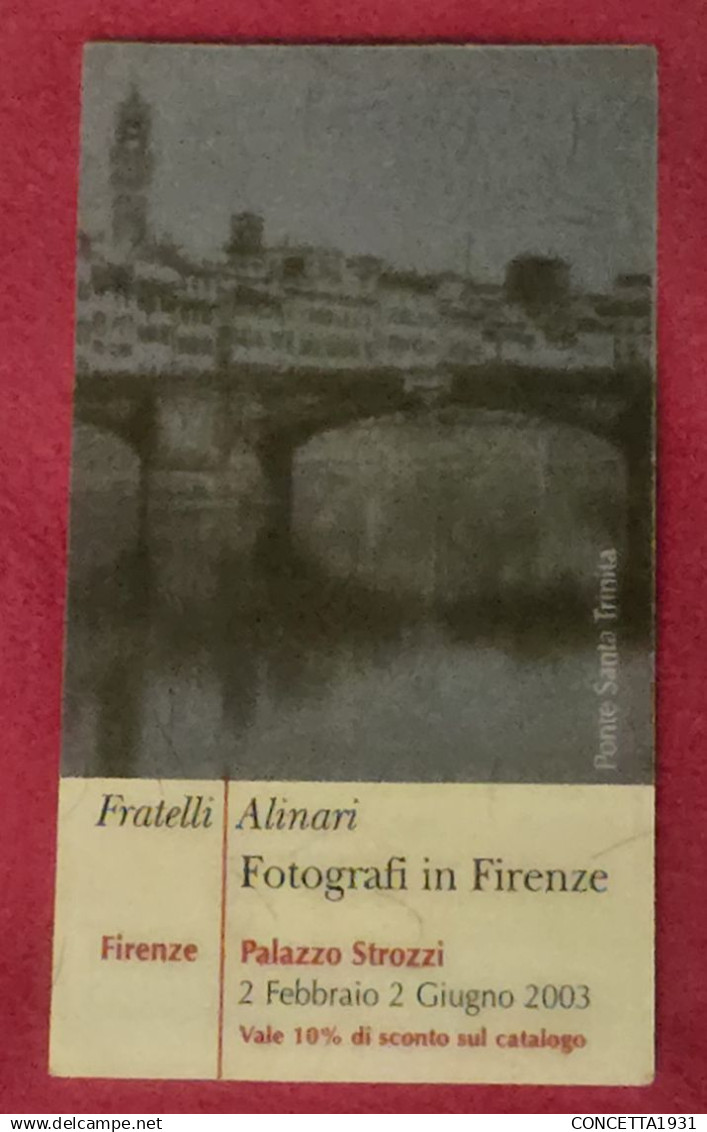 Ponte Santa Trinita
Fratelli Alinari
Fotografi in Firenze
Firenze Palazzo Strozzi
2 Febbraio 2 Giugno 2003
Vale 10% di sconto sul catalogo
delcampe.net
CONCETTA1931